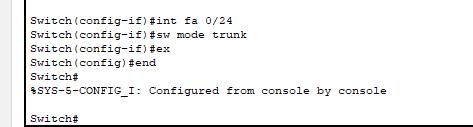 Switch(config-if)#int fa 0/24
Switch(config-if)#sw mode trunk
Switch(config-if)#ex
Switch(config)#end
Switch#
%SYS-5-CONFIG_I: Configured from console by console
Switch#